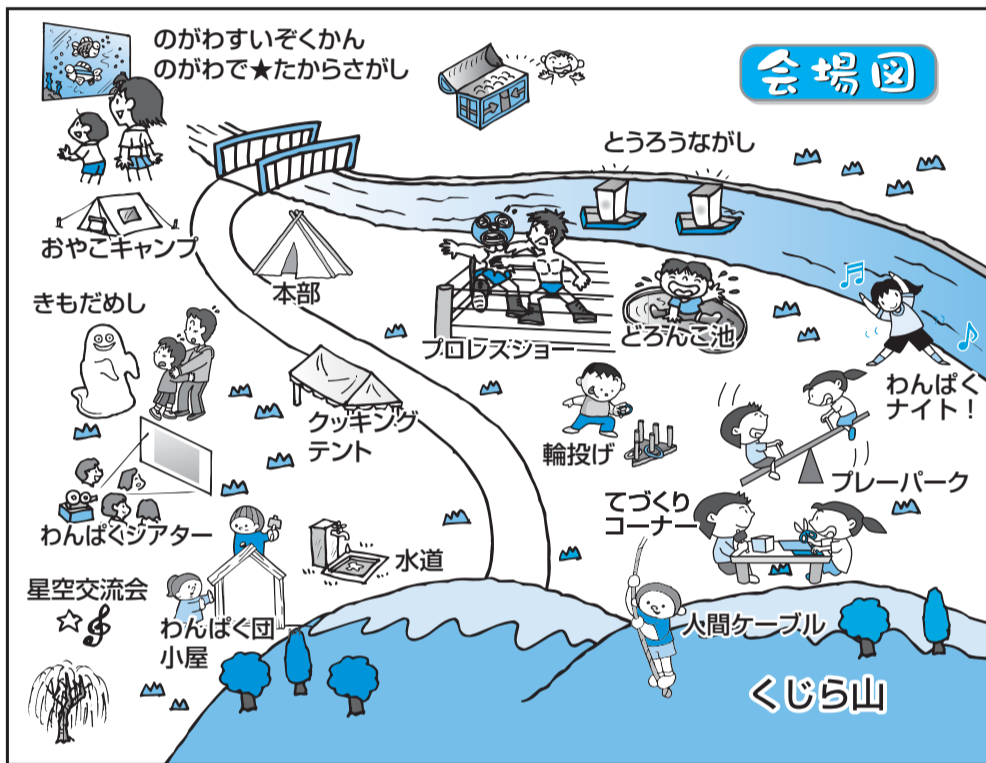 のがわすいぞくかん
のがわで★たからさがし
会場図
とうろうながし
おやこキャンプ
本部
きもだめし
プロレスショー
どろんこ池
わんぱく
ナイト！
クッキング
テント
輪投げ
プレーパーク
わんぱくシアター
てづくり
コーナー
水道
星空交流会
わんぱく団
小屋
人間ケーブル
くじら山